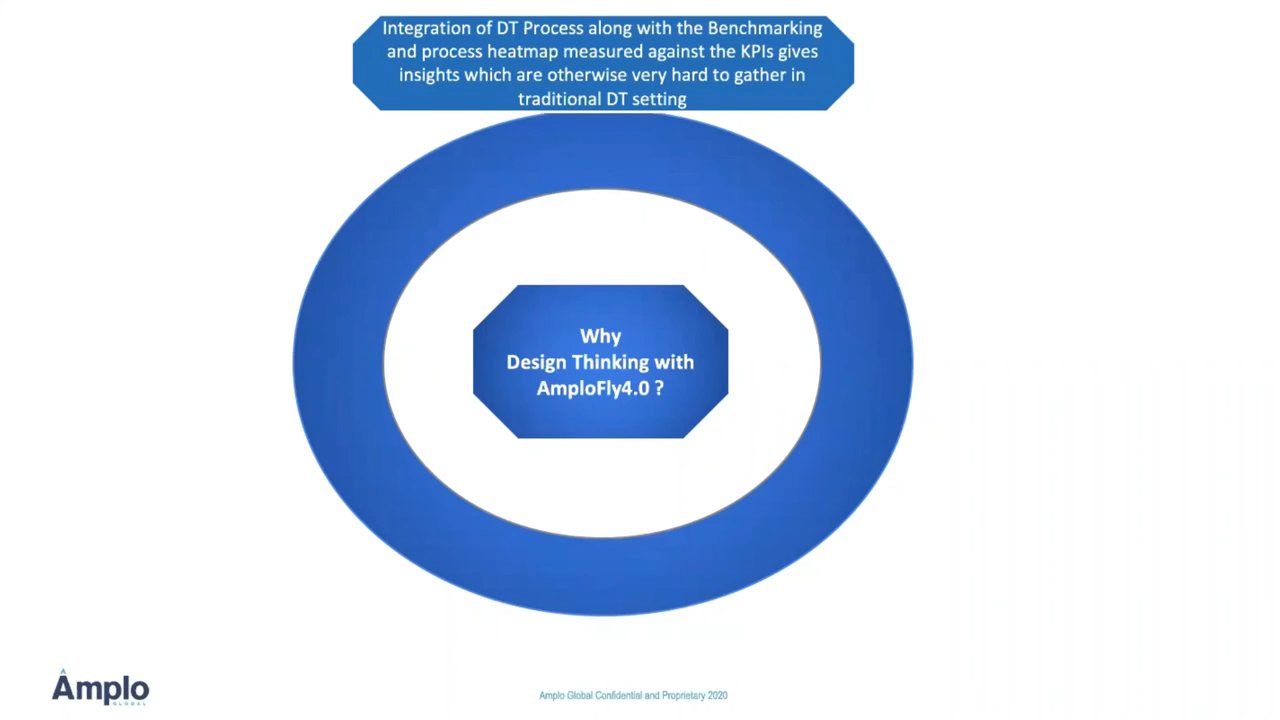 Integration of DT Process along with the Benchmarking
and process heatmap measured against the KPIs gives
insights which are otherwise very hard to gather in
traditional DT setting
Why
Design Thinking with
AmploFly4.0 ?
Âmplo
GLOBAL
Amplo Global Confidential and Proprietary 2020